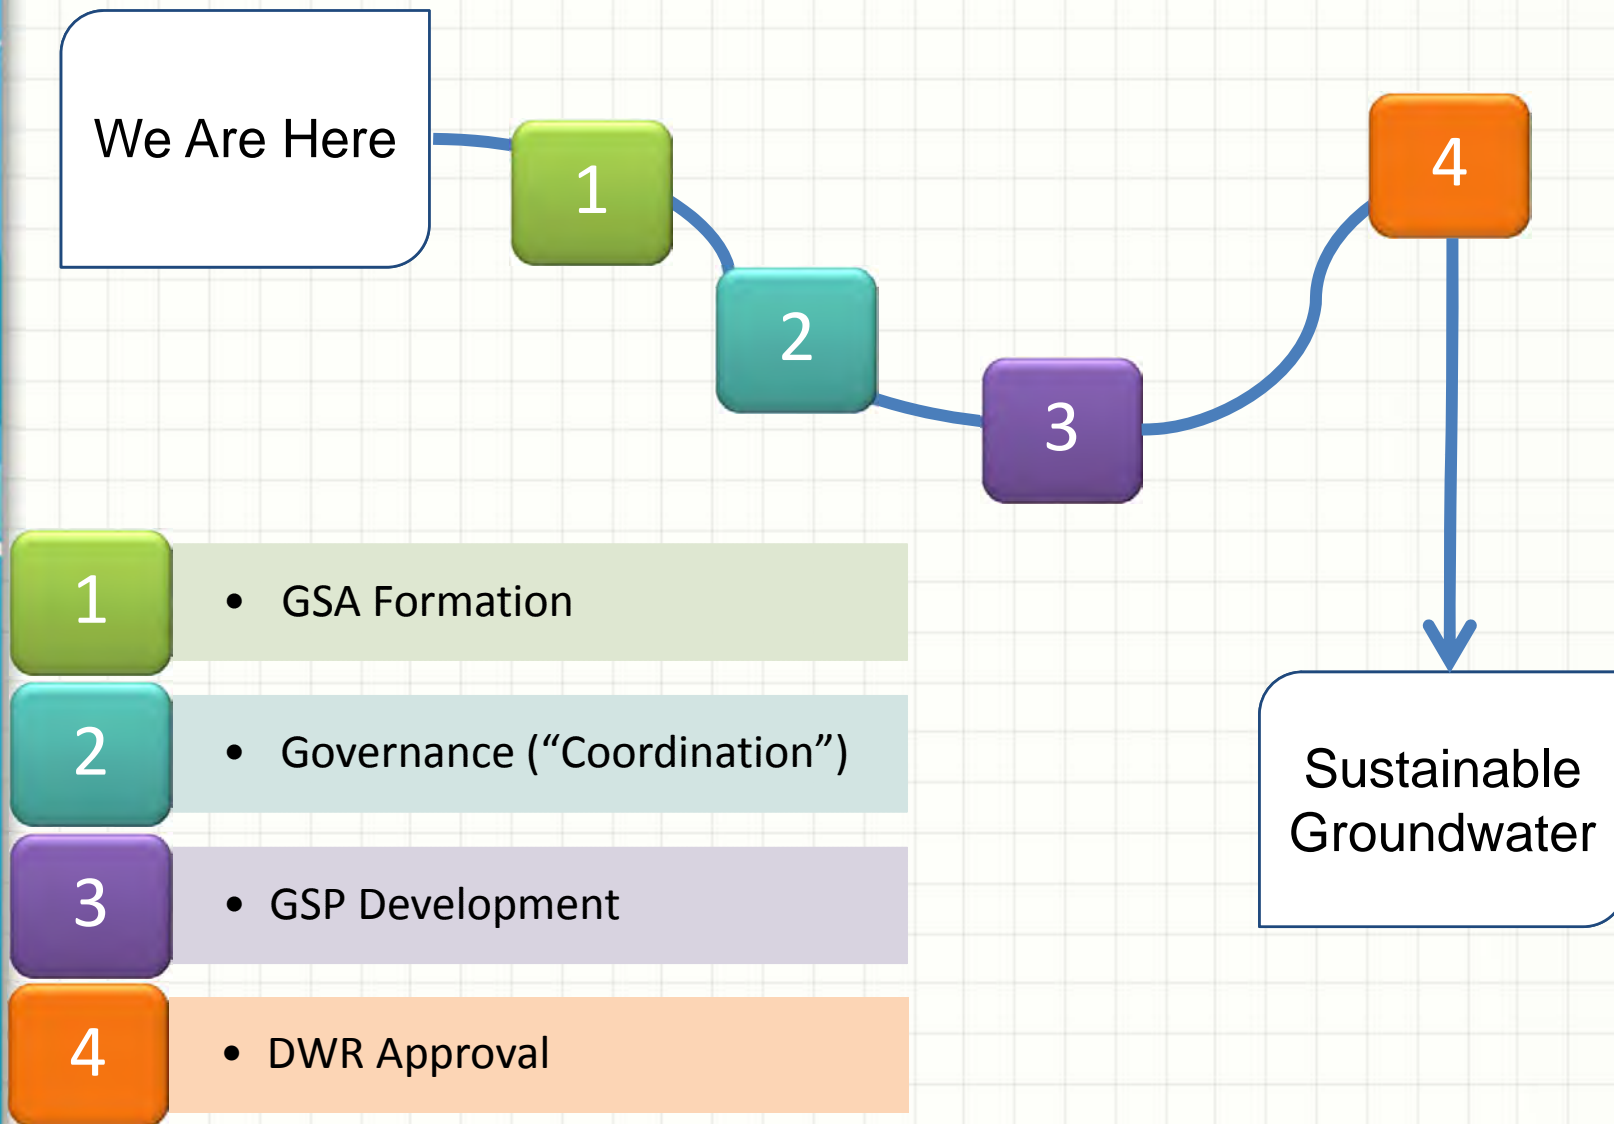 We Are Here
1
2
3
4
1
• GSA Formation
2
• Governance (“Coordination”)
3
• GSP Development
4
• DWR Approval
Sustainable
Groundwater